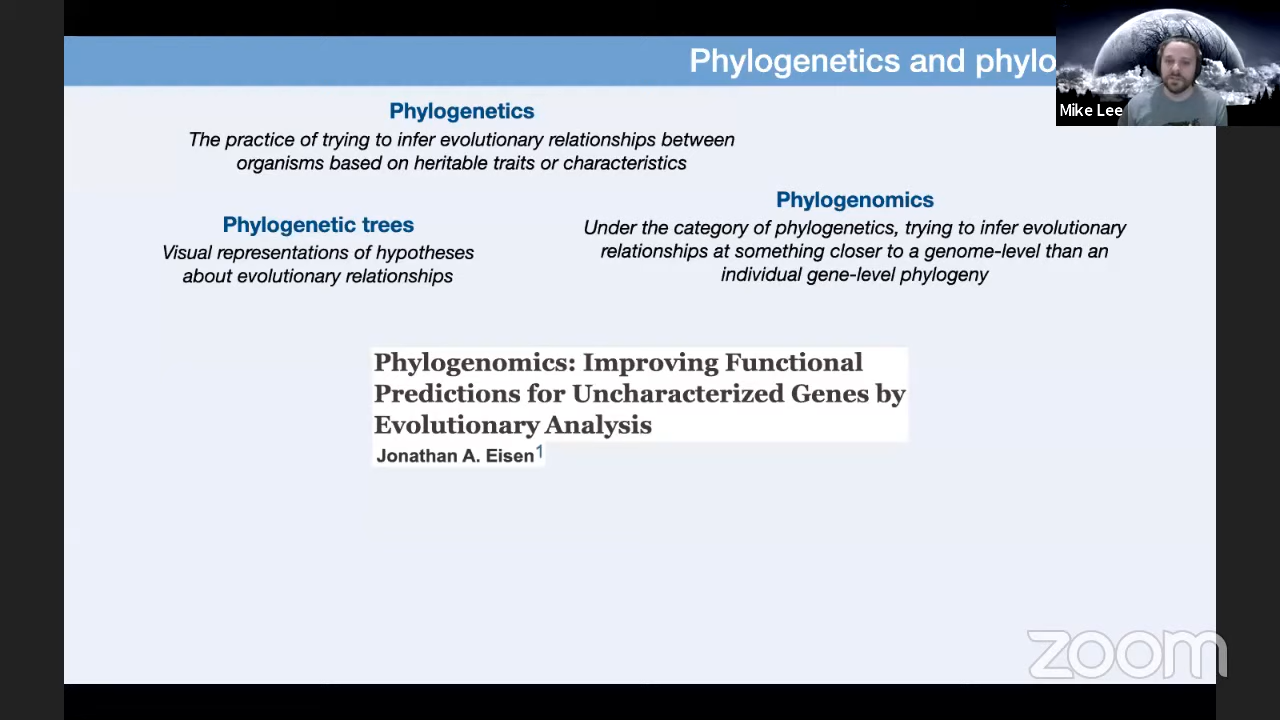 Phylogenetics and phylo
Mike Lee
Phylogenetics
The practice of trying to infer evolutionary relationships between
organisms based on heritable traits or characteristics
Phylogenetic trees
Visual representations of hypotheses
about evolutionary relationships
Phylogenomics
Under the category of phylogenetics, trying to infer evolutionary
relationships at something closer to a genome-level than an
individual gene-level phylogeny
Phylogenomics: Improving Functional
Predictions for Uncharacterized Genes by
Evolutionary Analysis
Jonathan A. Eisen1
zoom